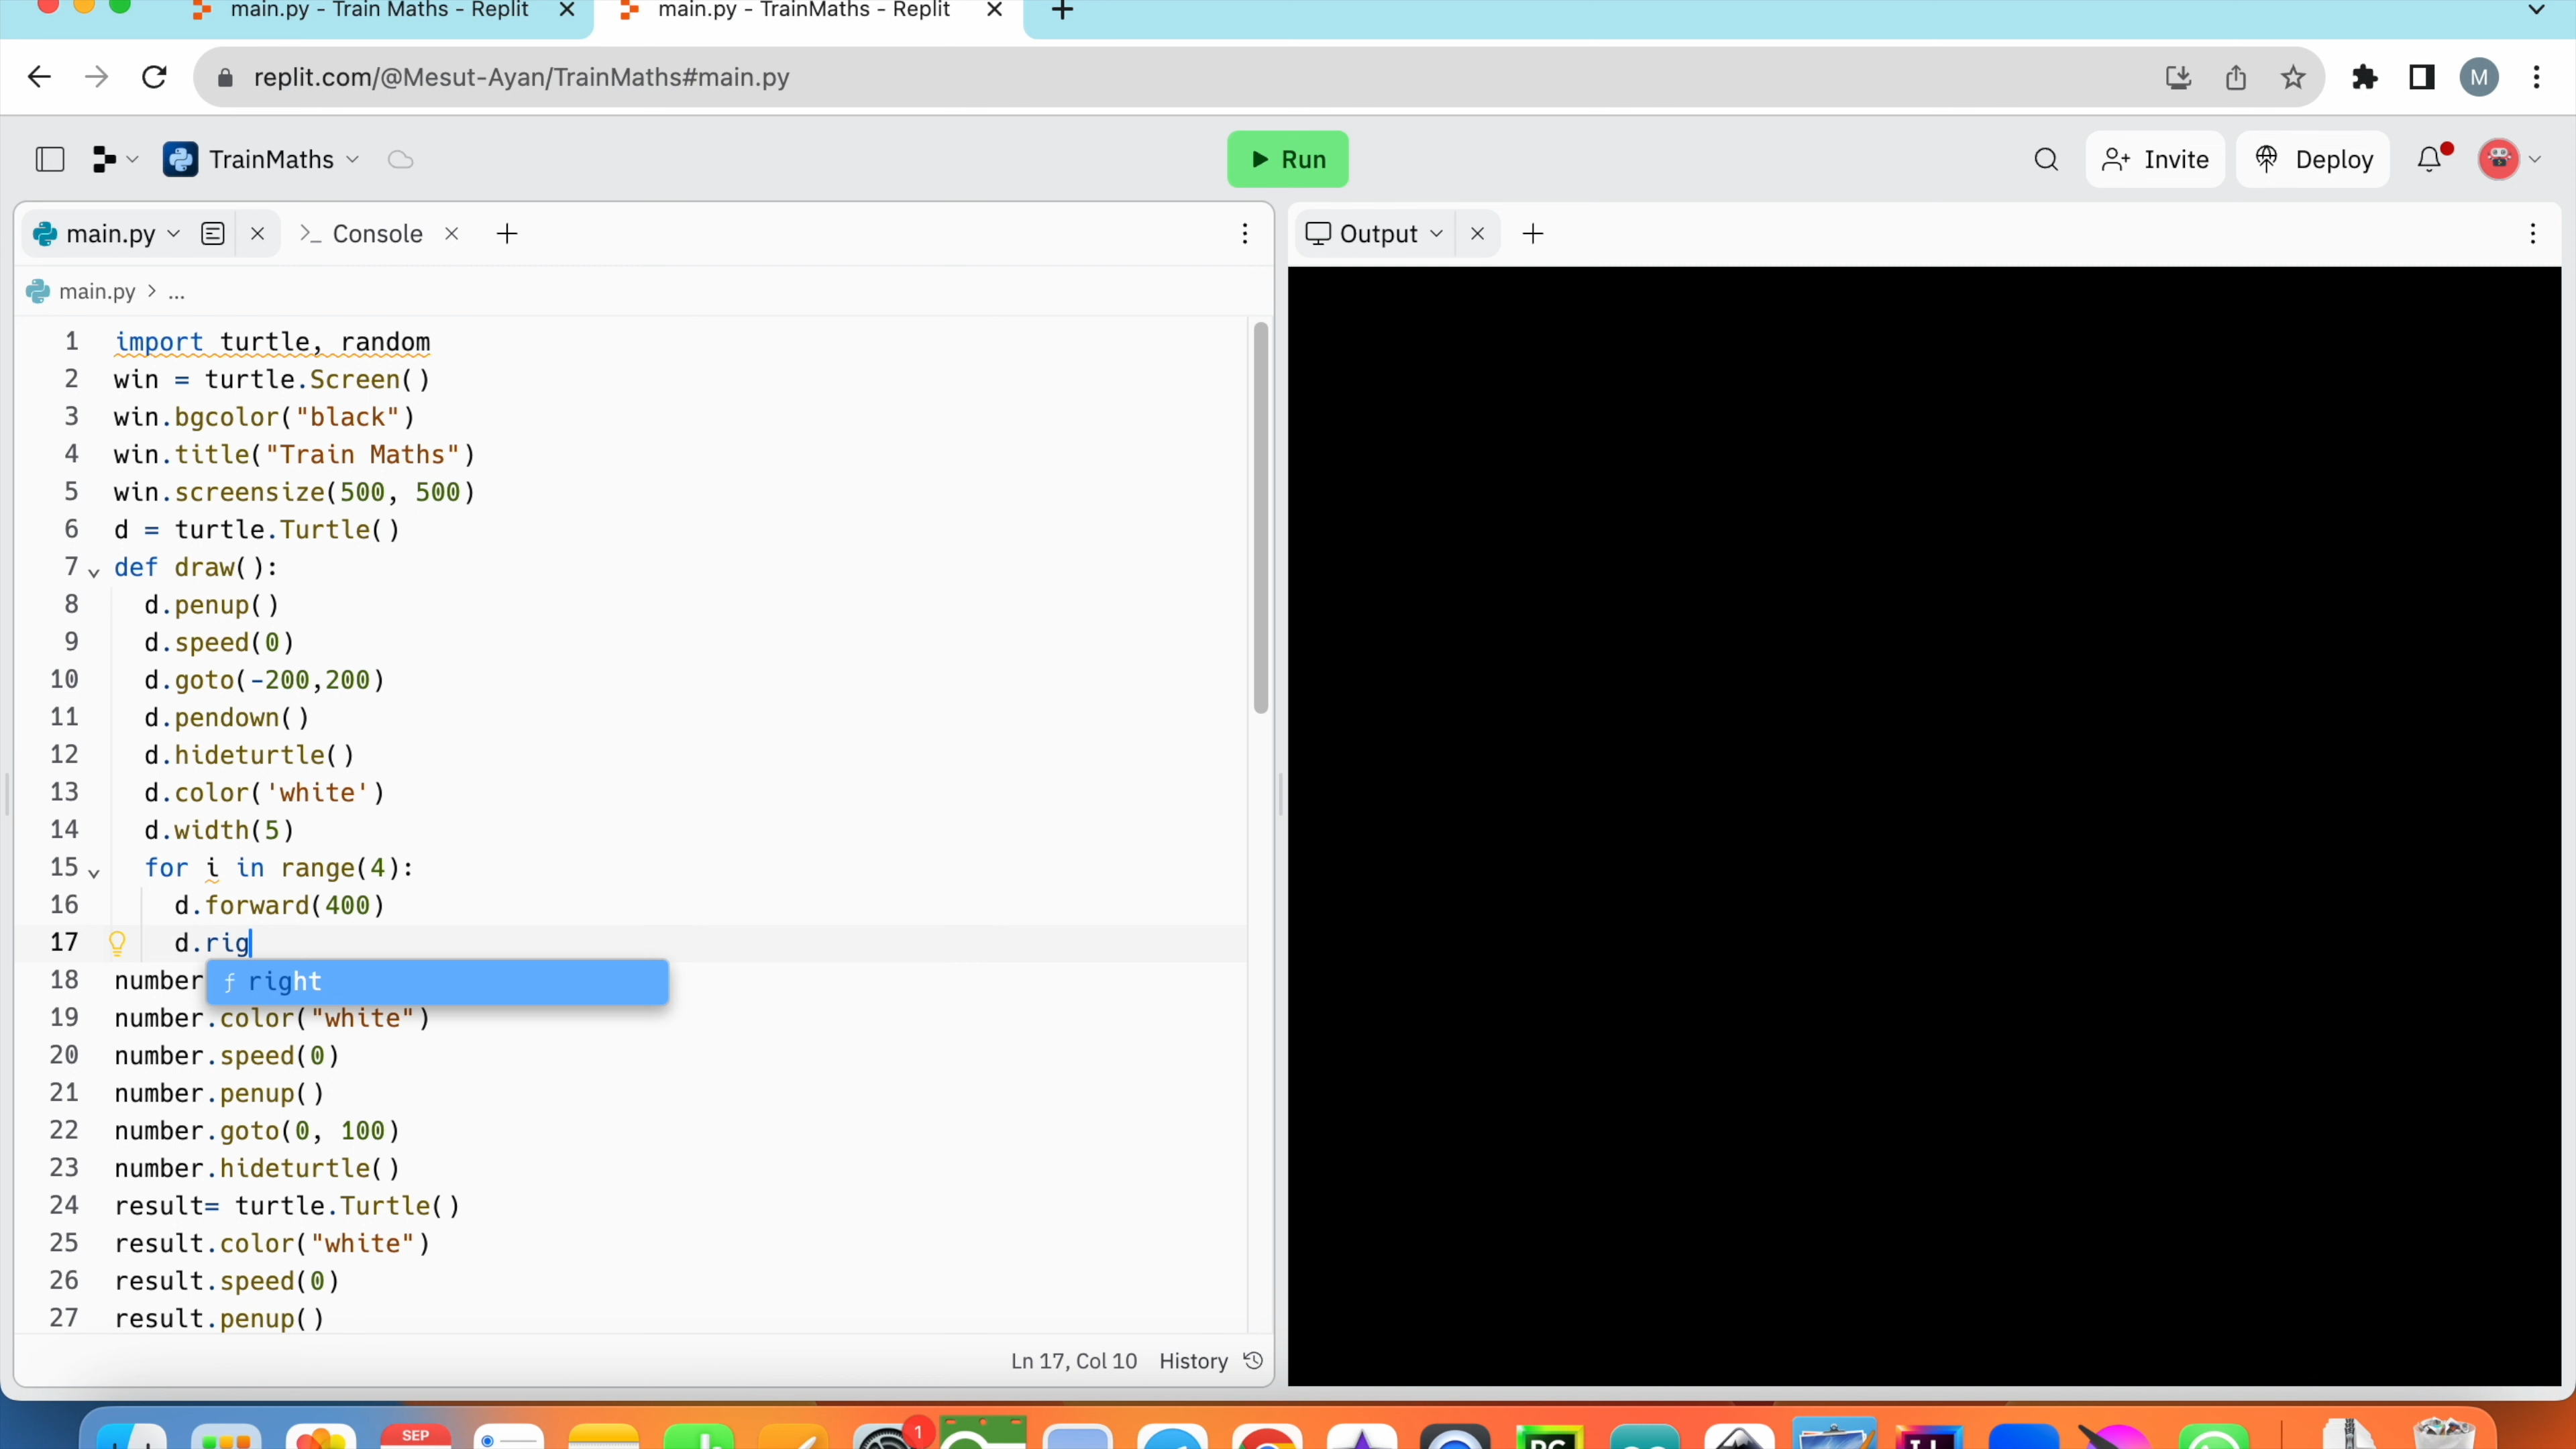 main.py - Train Maths - Replit
main.py - TrainMaths - Replit
replit.com/@Mesut-Ayan/TrainMaths#main.py
M
TrainMaths
Run
Invite
Deploy
main.py
Console
Output
main.py > ...
1 import turtle, random
2 win = turtle.Screen()
3 win.bgcolor("black")
4 win.title("Train Maths")
5 win.screensize(500, 500)
6 d = turtle.Turtle()
7 def draw():
8 d.penup()
9 d.speed(0)
10 d.goto(-200,200)
11 d.pendown()
12 d.hideturtle()
13 d.color('white')
14 d.width(5)
15 for i in range(4):
16 d.forward(400)
17 d.rig
18 number
ƒ right
19 number.color("white")
20 number.speed(0)
21 number.penup()
22 number.goto(0, 100)
23 number.hideturtle()
24 result= turtle.Turtle()
25 result.color("white")
26 result.speed(0)
27 result.penup()
Ln 17, Col 10 History
SEP
1